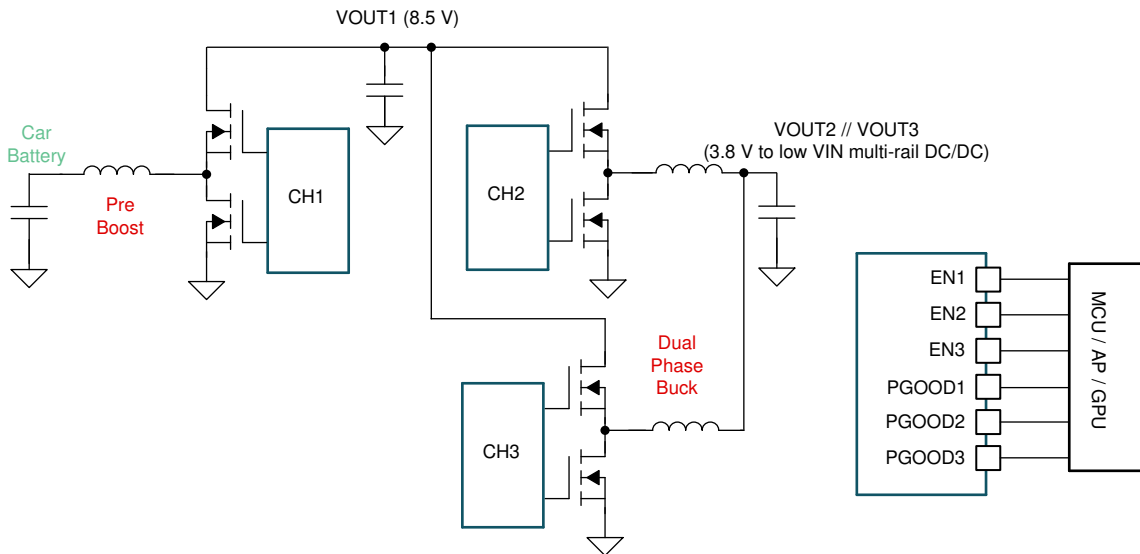 VOUT1 (8.5 V)
Car
Battery
Pre
Boost
CH1
CH2
VOUT2 // VOUT3
(3.8 V to low VIN multi-rail DC/DC)
Dual
Phase
Buck
CH3
EN1
EN2
EN3
PGOOD1
PGOOD2
PGOOD3
MCU / AP / GPU